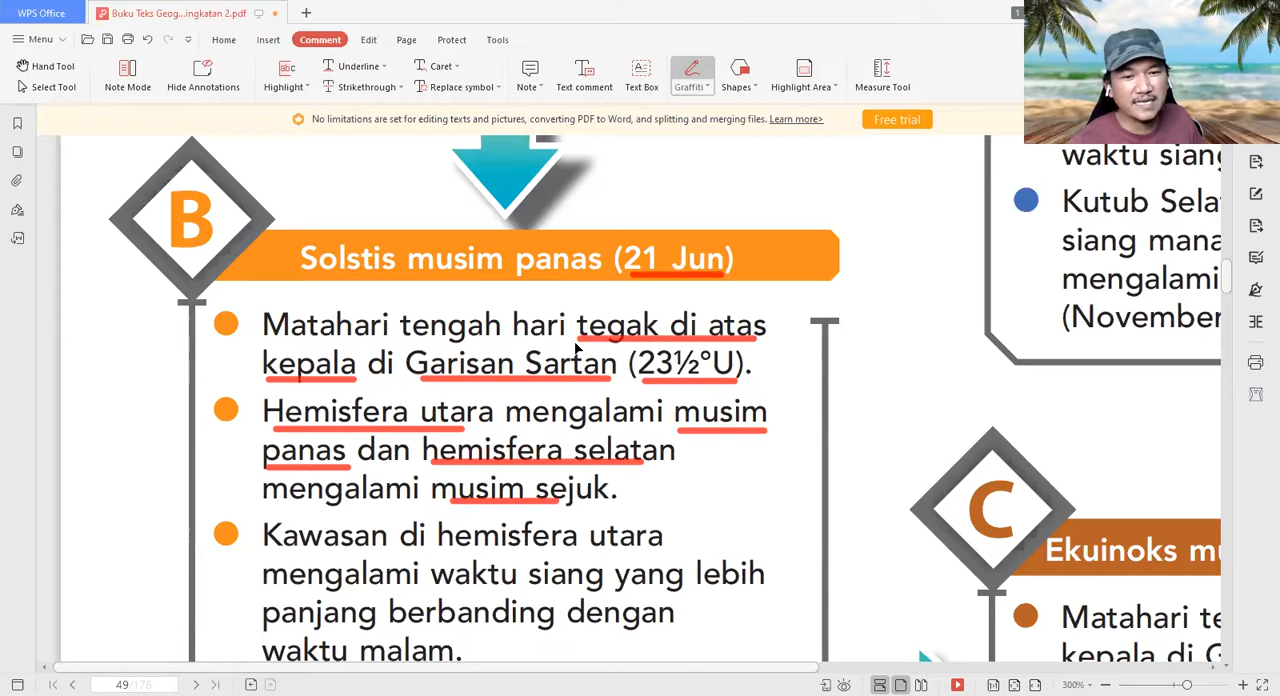 WPS Office
Buku Teks Geog...ingkatan 2.pdf
1
Menu
Home
Insert
Comment
Edit
Page
Protect
Tools
Hand Tool
Select Tool
Note Mode
Hide Annotations
Highlight
Underline
Strikethrough
Caret
Replace symbol
Note
Text comment
Text Box
Graffiti
Shapes
Highlight Area
Measure Tool
No limitations are set for editing texts and pictures, converting PDF to Word, and splitting and merging files. Learn more>
Free trial
B
Solstis musim panas (21 Jun)
Matahari tengah hari tegak di atas
kepala di Garisan Sartan (23½°U).
Hemisfera utara mengalami musim
panas dan hemisfera selatan
mengalami musim sejuk.
Kawasan di hemisfera utara
mengalami waktu siang yang lebih
panjang berbanding dengan
waktu malam.
waktu siang
Kutub Sela
siang mana
mengalami
(November
C
Ekuinoks mu
Matahari te
kepala di G
49/176
300%